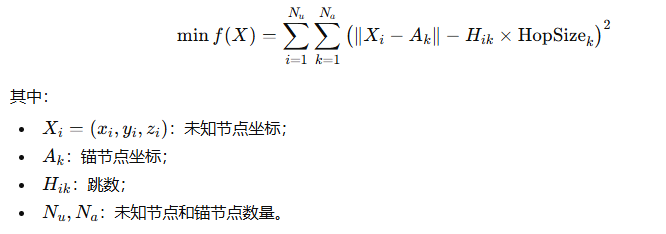 min f(X) = ∑_{i=1}^{N_u} ∑_{k=1}^{N_a} (‖X_i − A_k‖ − H_{ik} × HopSize_k)^2
其中：
• X_i = (x_i, y_i, z_i)：未知节点坐标；
• A_k：锚节点坐标；
• H_{ik}：跳数；
• N_u, N_a：未知节点和锚节点数量。